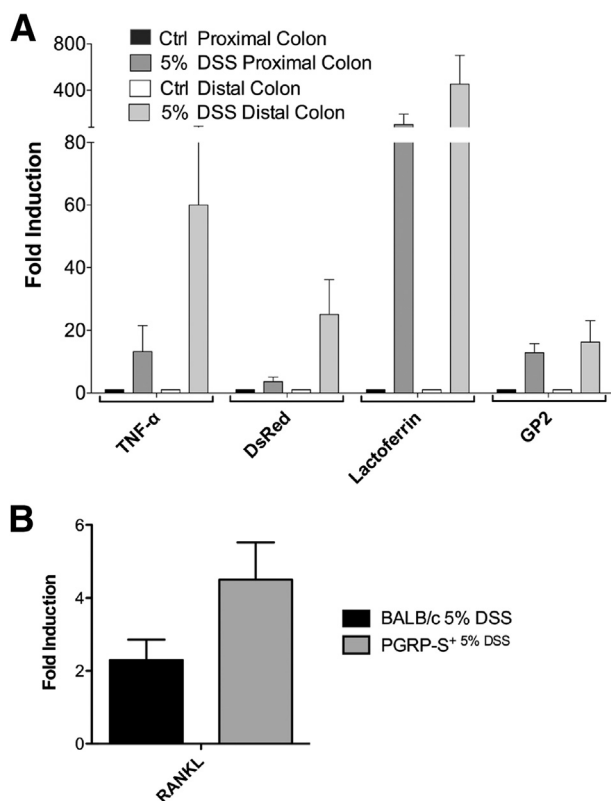 A
Fold Induction
800
400
80
60
40
20
0
Ctrl Proximal Colon
5% DSS Proximal Colon
Ctrl Distal Colon
5% DSS Distal Colon
TNF-α
DsRed
Lactoferrin
GP2
B
Fold Induction
6
4
2
0
RANKL
BALB/c 5% DSS
PGRP-S+ 5% DSS